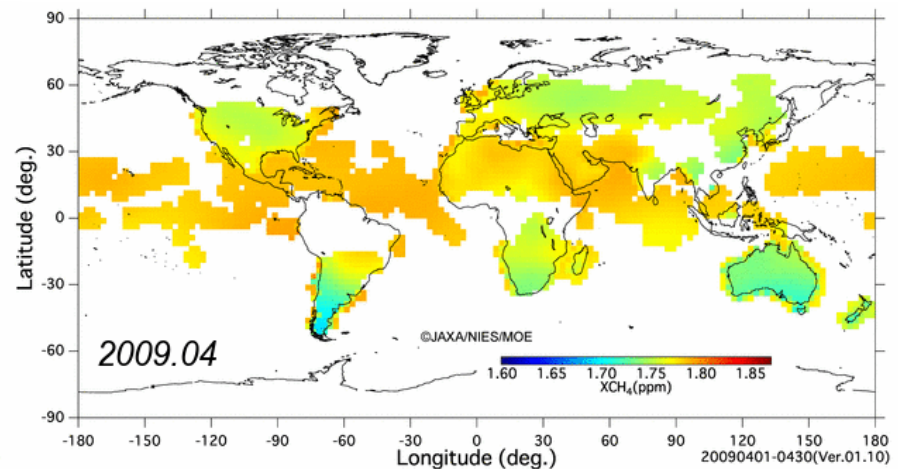 90
60
30
0
-30
-60
-90
Latitude (deg.)
2009.04
©JAXA/NIES/MOE
1.60 1.65 1.70 1.75 1.80 1.85
XCH₄(ppm)
-180 -150 -120 -90 -60 -30 0 30 60 90 120 150 180
Longitude (deg.)
20090401-0430(Ver.01.10)